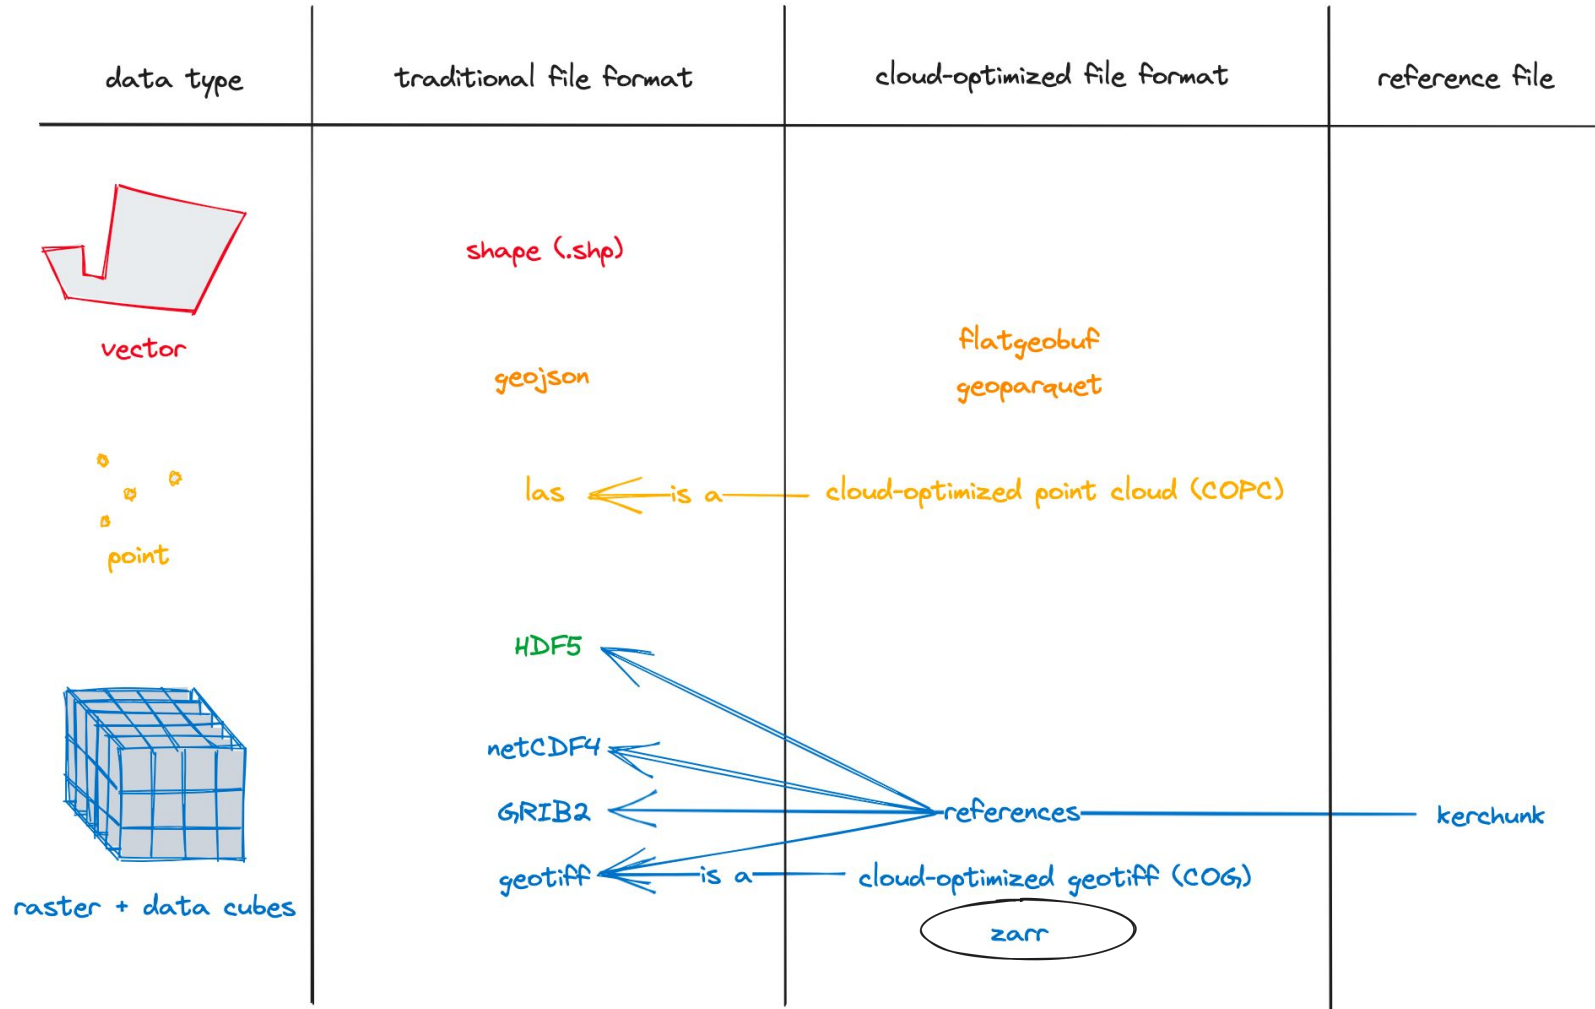 data type
traditional file format
cloud-optimized file format
reference file
vector
shape (.shp)
geojson
flatgeobuf
geoparquet
point
las
is a
cloud-optimized point cloud (COPC)
raster + data cubes
HDF5
netCDF4
GRIB2
references
kerchunk
geotiff
is a
cloud-optimized geotiff (COG)
zarr